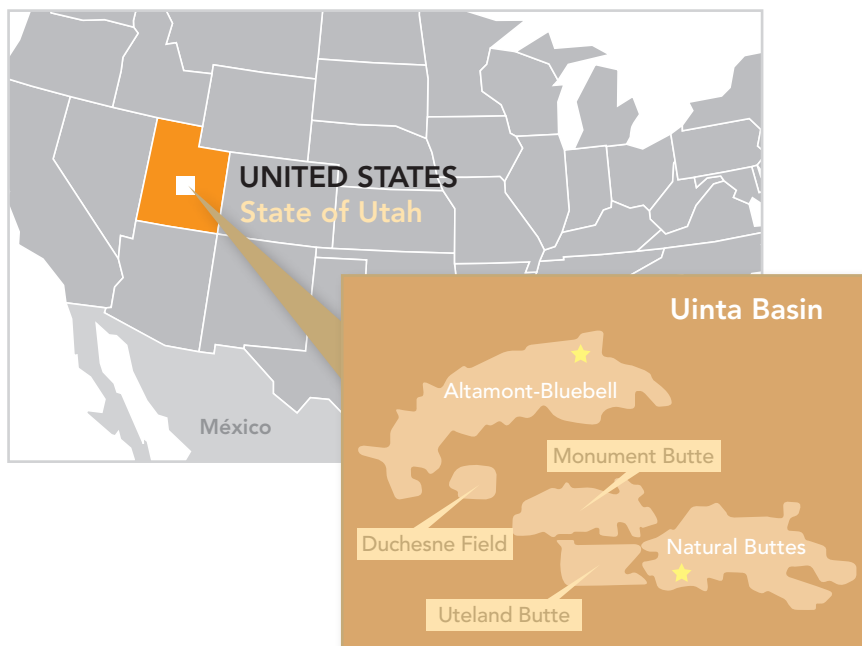 UNITED STATES
State of Utah
México
Uinta Basin
Altamont-Bluebell
Monument Butte
Duchesne Field
Natural Buttes
Uteland Butte